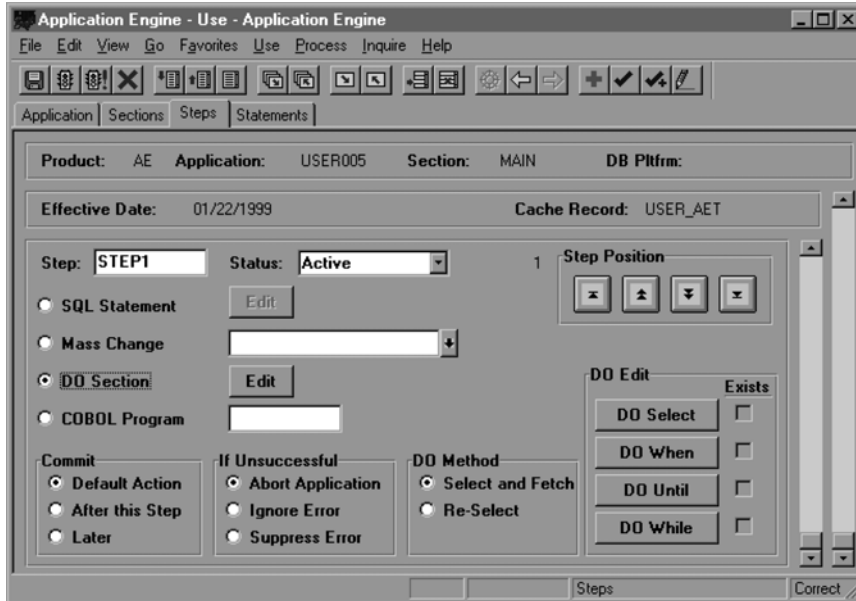 Application Engine - Use - Application Engine
File Edit View Go Favorites Use Process Inquire Help
Application Sections Steps Statements
Product: AE Application: USER005 Section: MAIN DB Pltfrm:
Effective Date: 01/22/1999 Cache Record: USER_AET
Step: STEP1 Status: Active 1 Step Position
SQL Statement Edit
Mass Change
DO Section Edit
COBOL Program
DO Edit Exists
DO Select
DO When
DO Until
DO While
Commit
Default Action
After this Step
Later
If Unsuccessful
Abort Application
Ignore Error
Suppress Error
DO Method
Select and Fetch
Re-Select
Steps Correct